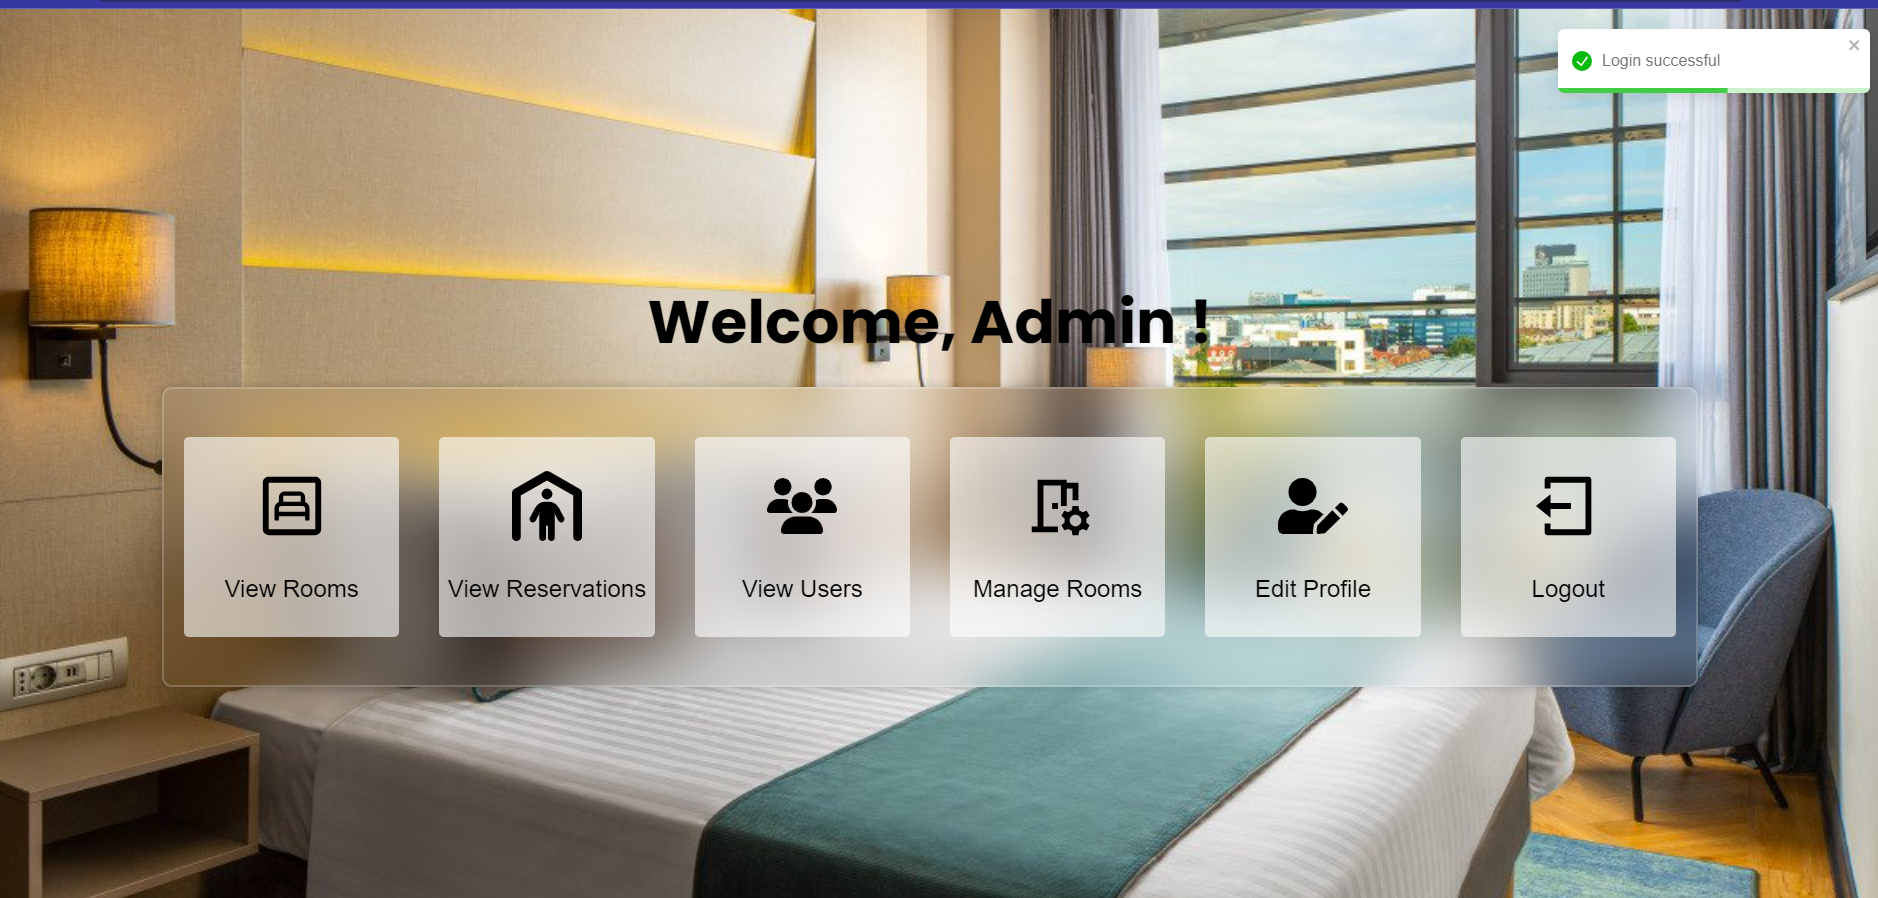 Login successful
Welcome, Admin !
View Rooms
View Reservations
View Users
Manage Rooms
Edit Profile
Logout